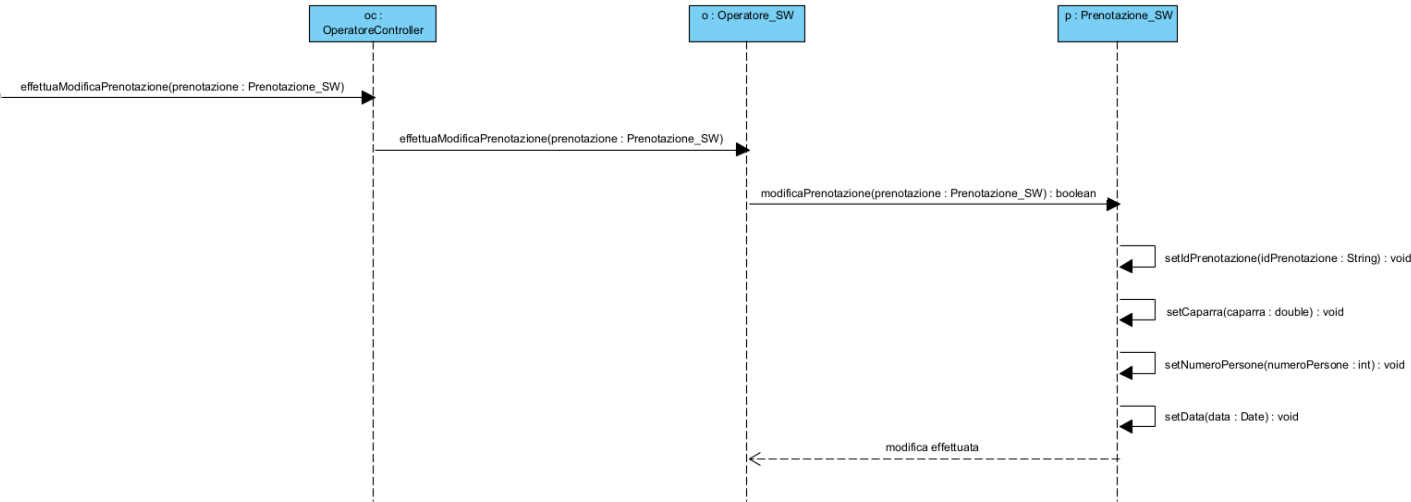 oc :
OperatoreController
o : Operatore_SW
p : Prenotazione_SW
effettuaModificaPrenotazione(prenotazione : Prenotazione_SW)
effettuaModificaPrenotazione(prenotazione : Prenotazione_SW)
modificaPrenotazione(prenotazione : Prenotazione_SW) : boolean
setIdPrenotazione(idPrenotazione : String) : void
setCaparra(caparra : double) : void
setNumeroPersone(numeroPersone : int) : void
setData(data : Date) : void
modifica effettuata